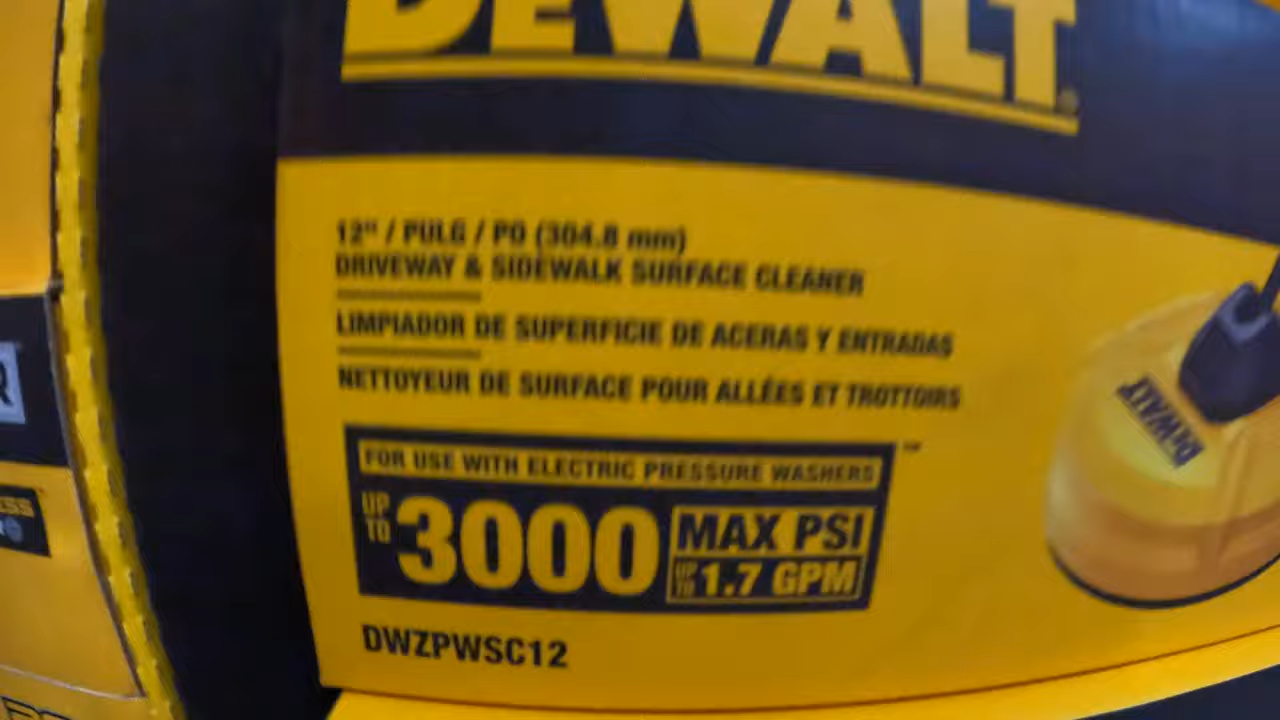 DEWALT
12" / PULG / PO (304.8 mm)
DRIVEWAY & SIDEWALK SURFACE CLEANER
LIMPIADOR DE SUPERFICIE DE ACERAS Y ENTRADAS
NETTOYEUR DE SURFACE POUR ALLÉES ET TROTTOIRS
FOR USE WITH ELECTRIC PRESSURE WASHERS
UP TO 3000 MAX PSI
UP TO 1.7 GPM
DWZPWSC12
DEWALT